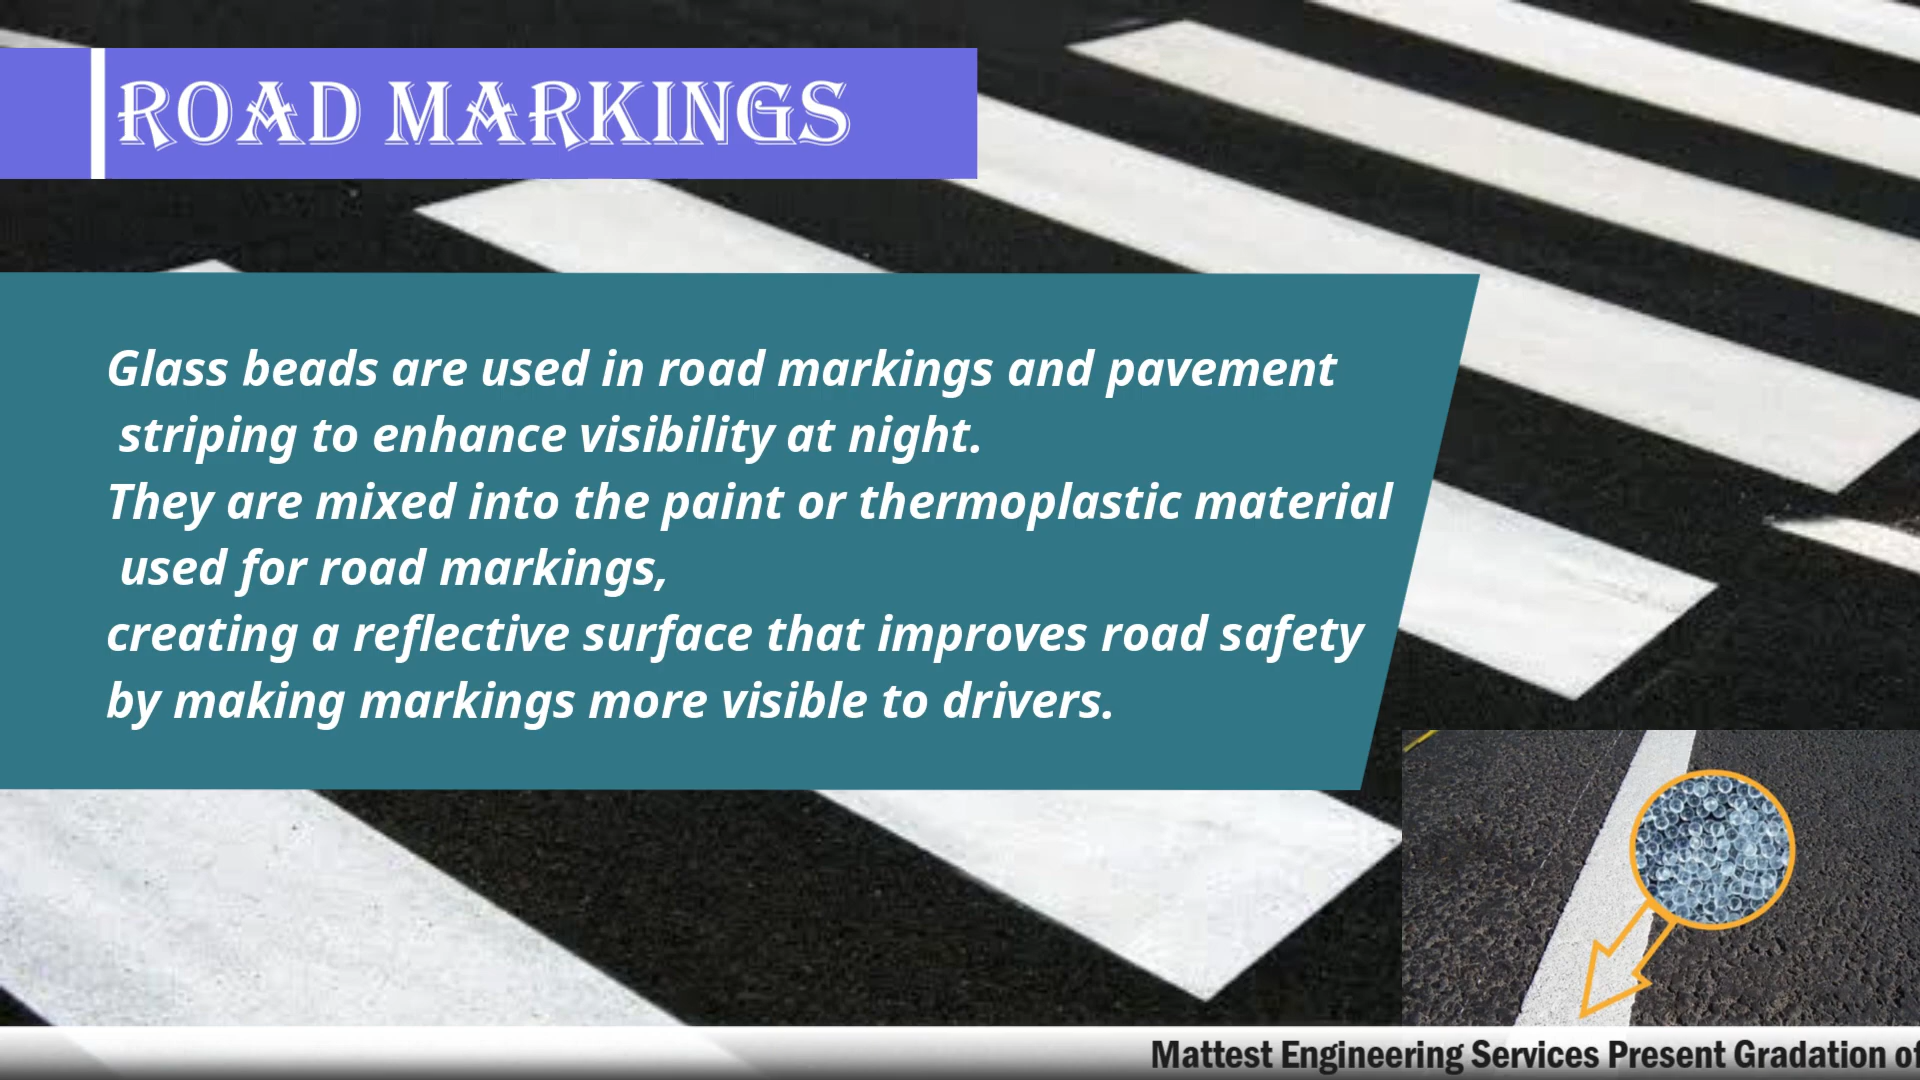 ROAD MARKINGS
Glass beads are used in road markings and pavement
striping to enhance visibility at night.
They are mixed into the paint or thermoplastic material
used for road markings,
creating a reflective surface that improves road safety
by making markings more visible to drivers.
Mattest Engineering Services Present Gradation of